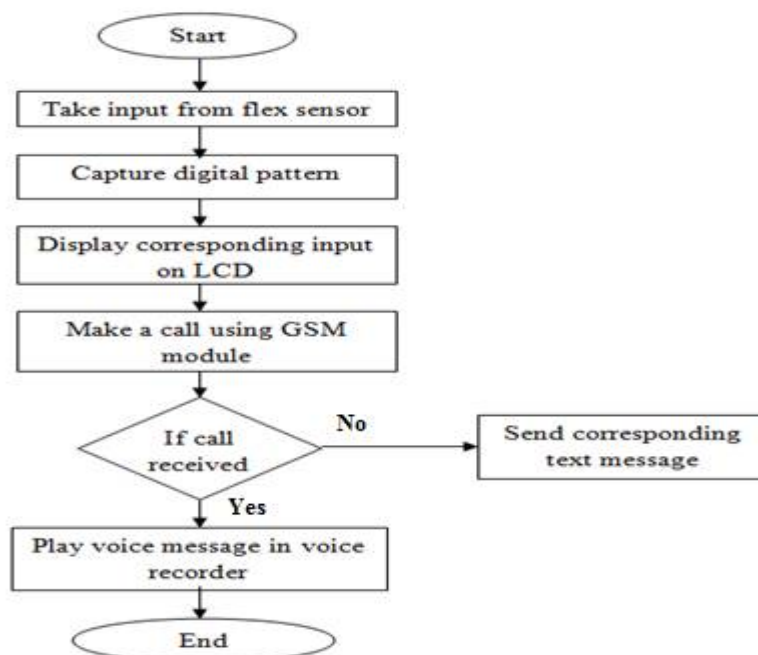 Start
Take input from flex sensor
Capture digital pattern
Display corresponding input
on LCD
Make a call using GSM
module
If call
received
No
Send corresponding
text message
Yes
Play voice message in voice
recorder
End